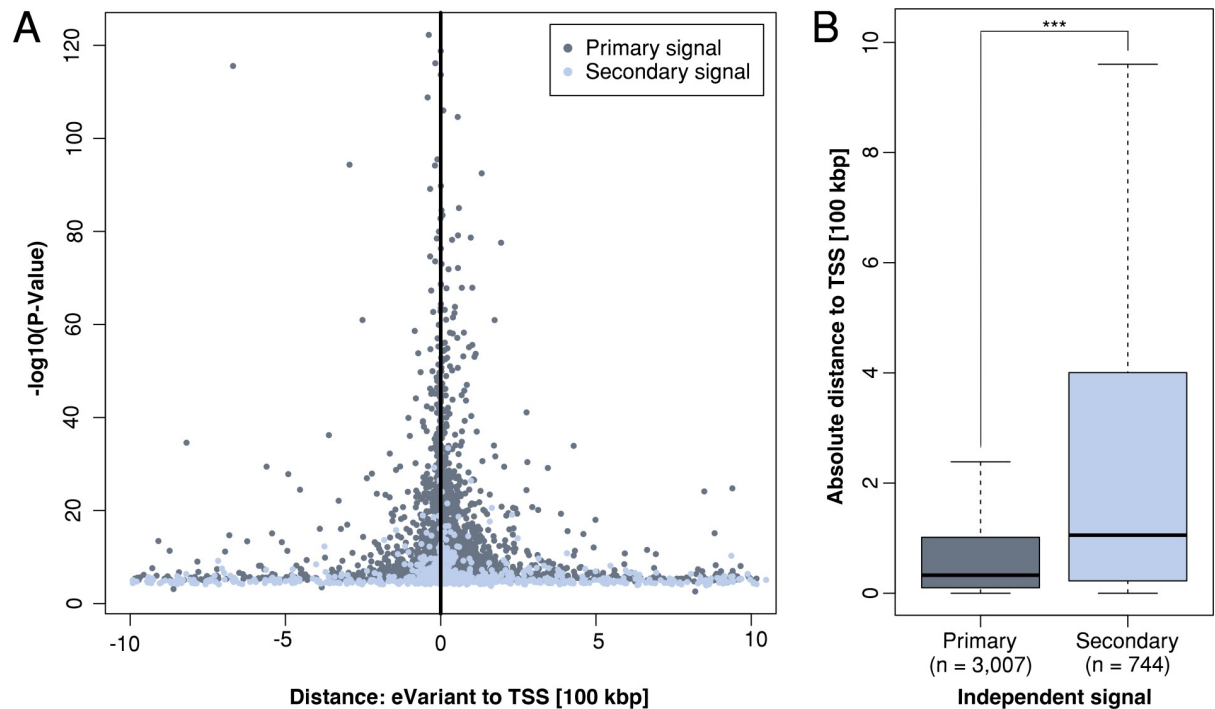 A
-log10(P-Value)
120
100
80
60
40
20
0
Primary signal
Secondary signal
-10
-5
0
5
10
Distance: eVariant to TSS [100 kbp]
B
Absolute distance to TSS [100 kbp]
10
8
6
4
2
0
***
Primary
(n = 3,007)
Secondary
(n = 744)
Independent signal